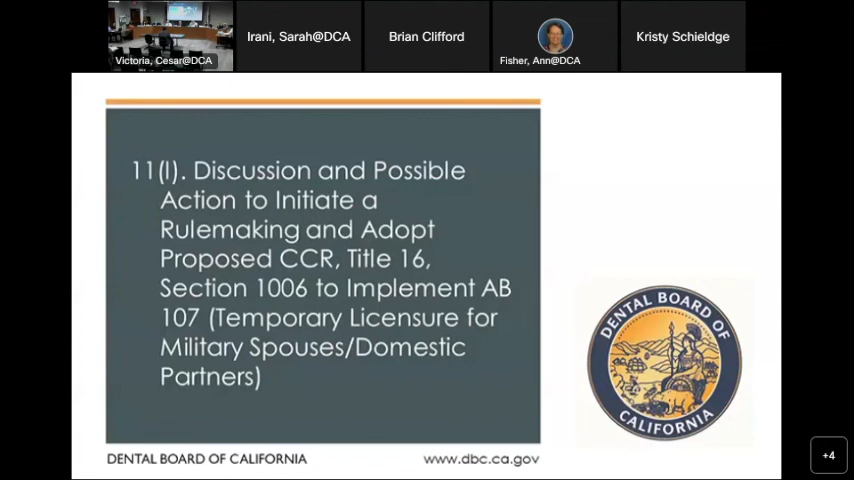 Victoria, Cesar@DCA
Irani, Sarah@DCA
Brian Clifford
Fisher, Ann@DCA
Kristy Schieldge
11(l). Discussion and Possible
Action to Initiate a
Rulemaking and Adopt
Proposed CCR, Title 16,
Section 1006 to Implement AB
107 (Temporary Licensure for
Military Spouses/Domestic
Partners)
DENTAL BOARD OF
CALIFORNIA
DENTAL BOARD OF CALIFORNIA
www.dbc.ca.gov
+4